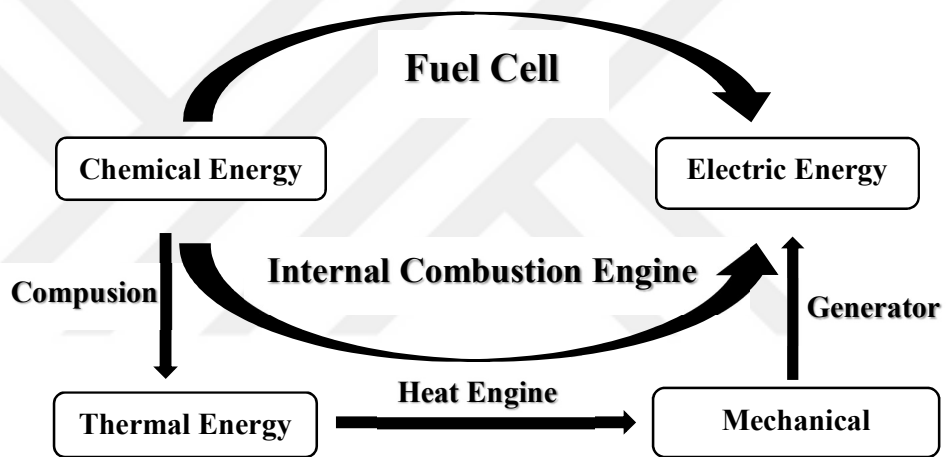 Fuel Cell
Chemical Energy
Electric Energy
Internal Combustion Engine
Compusion
Generator
Heat Engine
Thermal Energy
Mechanical